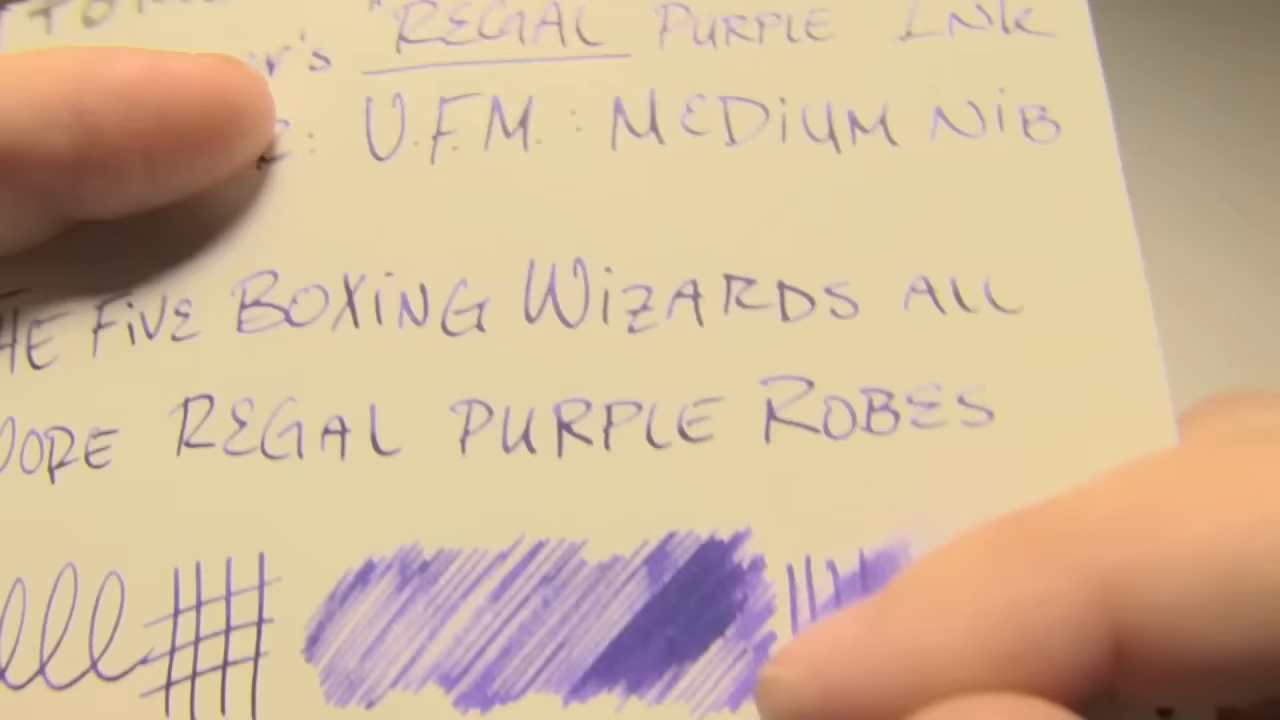 REGAL PURPLE INK
U.F.M. : MEDIUM NIB
FIVE BOXING WIZARDS ALL
REGAL PURPLE ROBES